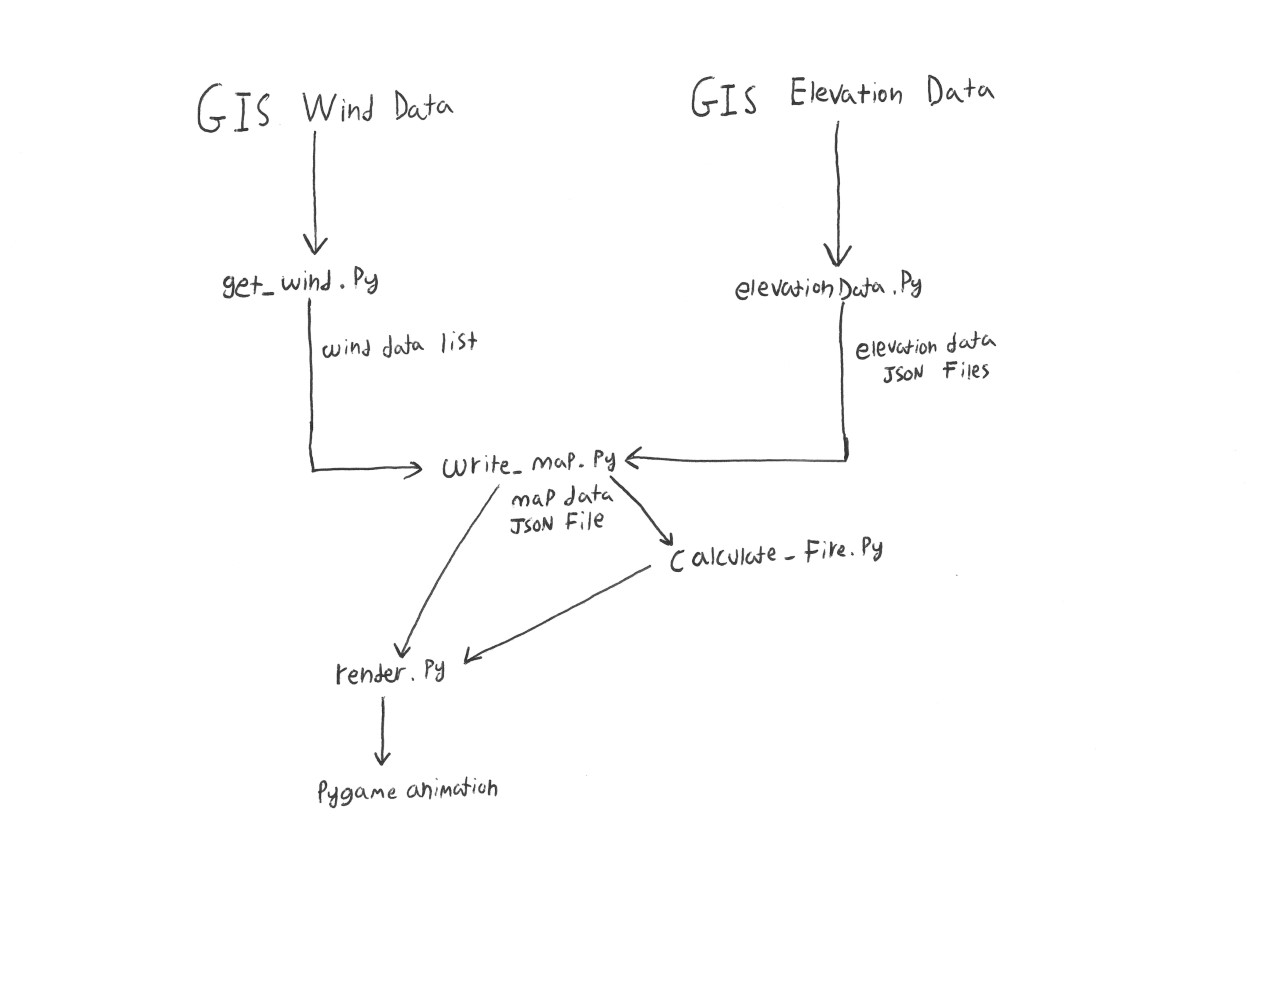 GIS Wind Data
GIS Elevation Data
get_wind.Py
elevationData.Py
wind data list
elevation data
JSON Files
write_map.Py
map data
JSON File
Calculate_Fire.Py
render.Py
Pygame animation